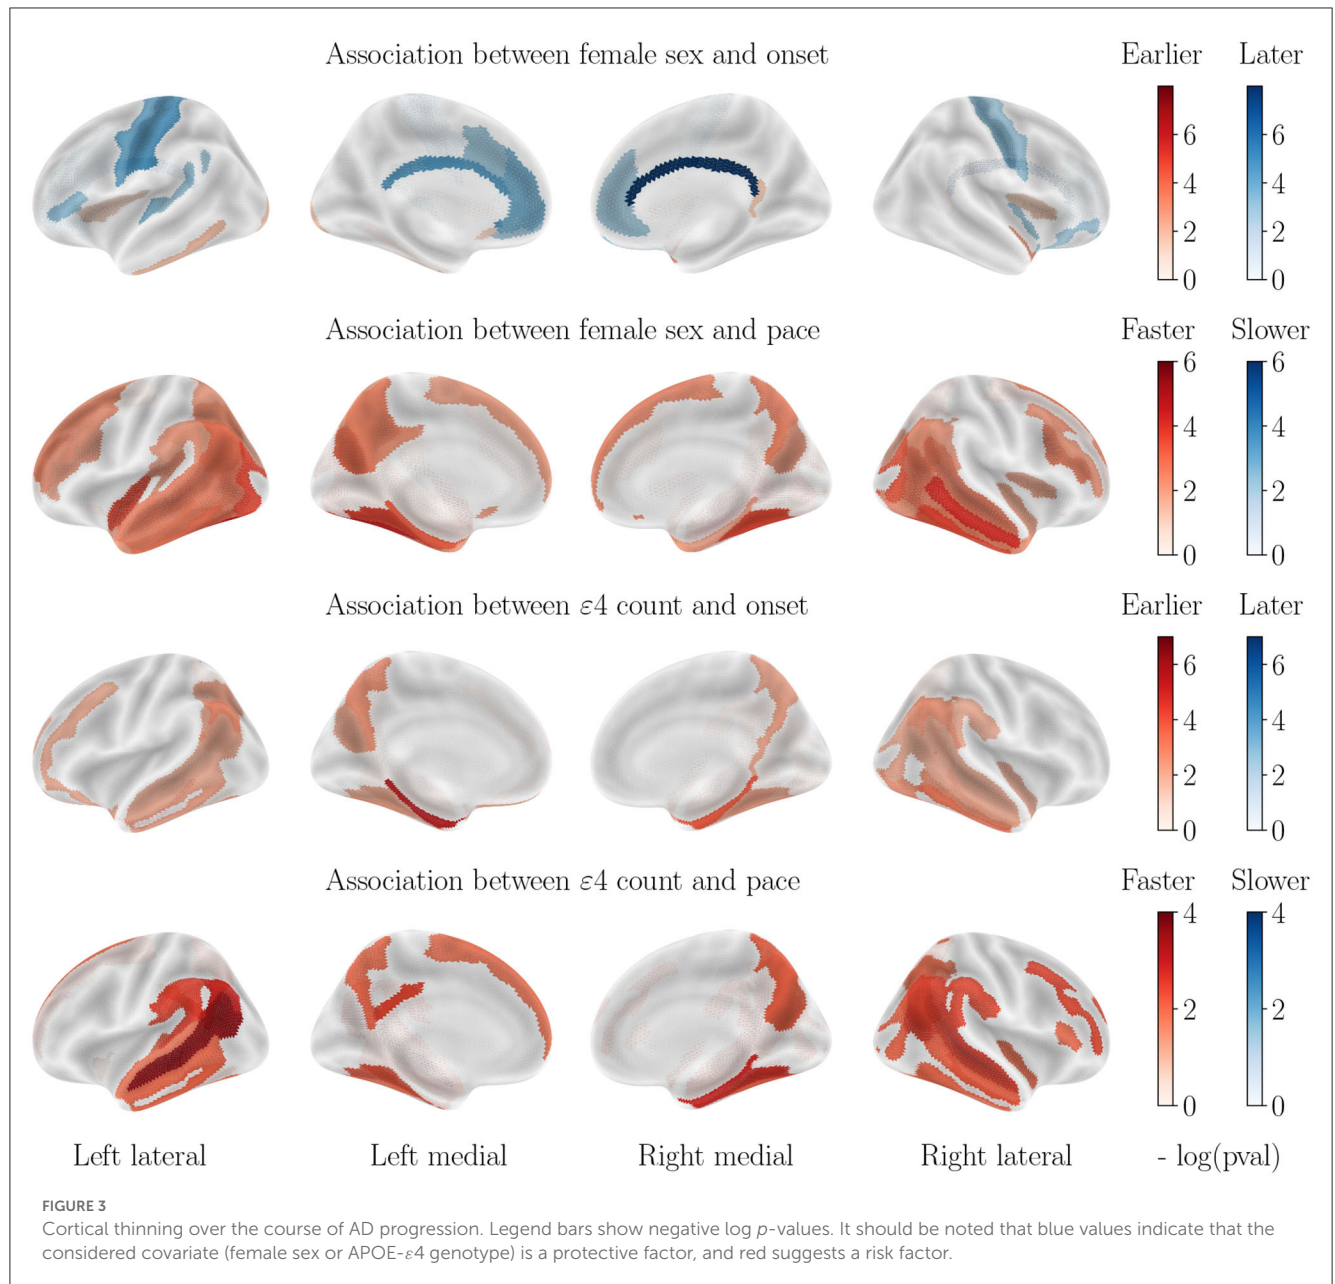 Association between female sex and onset
Earlier Later
6 6
4 4
2 2
0 0
Association between female sex and pace
Faster Slower
6 6
4 4
2 2
0 0
Association between ε4 count and onset
Earlier Later
6 6
4 4
2 2
0 0
Association between ε4 count and pace
Faster Slower
4 4
2 2
0 0
Left lateral Left medial Right medial Right lateral - log(pval)
FIGURE 3
Cortical thinning over the course of AD progression. Legend bars show negative log p-values. It should be noted that blue values indicate that the
considered covariate (female sex or APOE-ε4 genotype) is a protective factor, and red suggests a risk factor.